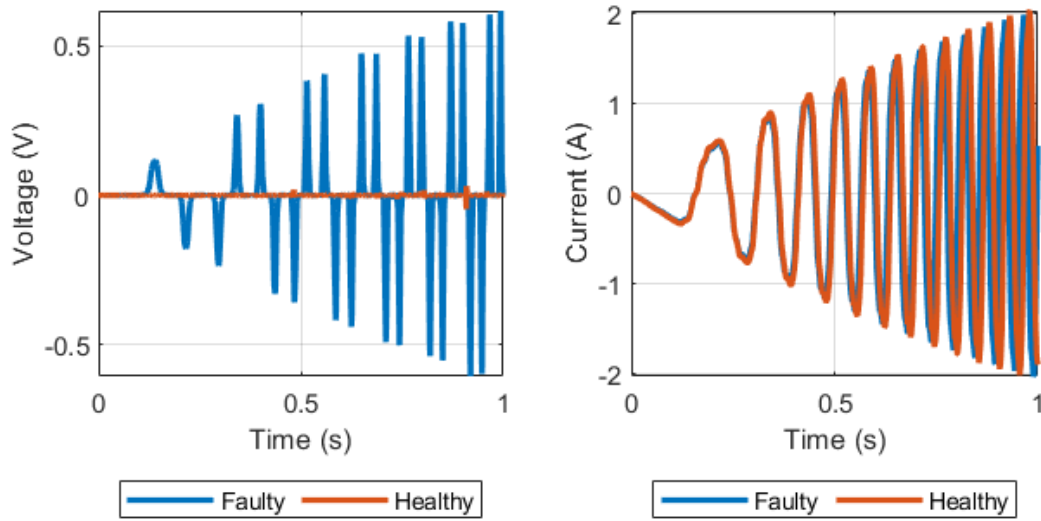 0.5
0
-0.5
Voltage (V)
0
0.5
1
Time (s)
Faulty
Healthy
2
1
0
-1
-2
Current (A)
0
0.5
1
Time (s)
Faulty
Healthy